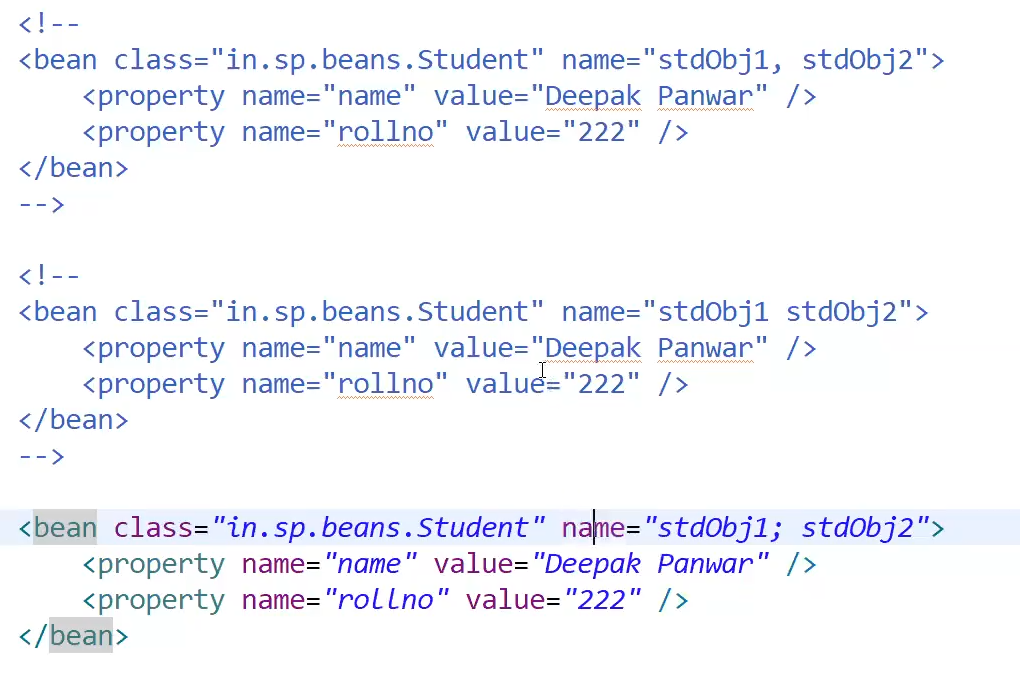 <!--
<bean class="in.sp.beans.Student" name="stdObj1, stdObj2">
    <property name="name" value="Deepak Panwar" />
    <property name="rollno" value="222" />
</bean>
-->

<!--
<bean class="in.sp.beans.Student" name="stdObj1 stdObj2">
    <property name="name" value="Deepak Panwar" />
    <property name="rollno" value="222" />
</bean>
-->

<bean class="in.sp.beans.Student" name="stdObj1; stdObj2">
    <property name="name" value="Deepak Panwar" />
    <property name="rollno" value="222" />
</bean>